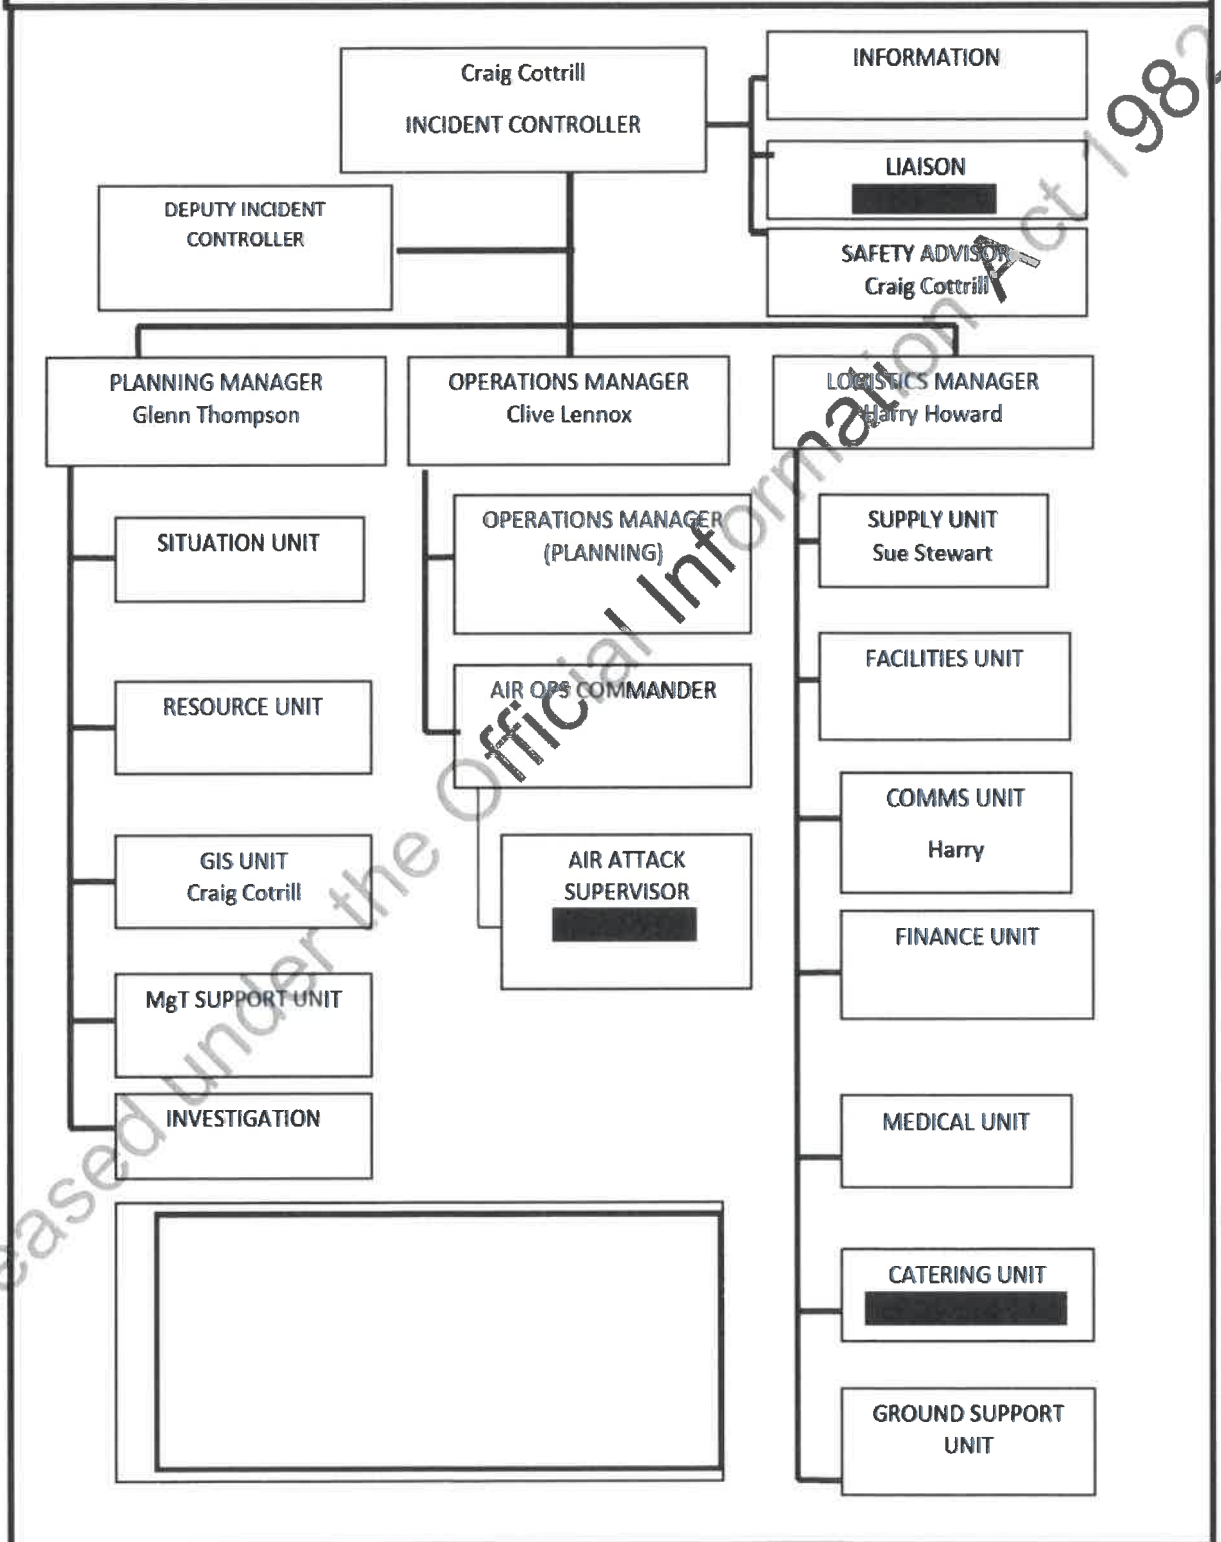 Craig Cottrill
INCIDENT CONTROLLER
INFORMATION
LIAISON
SAFETY ADVISOR
Craig Cottrill
DEPUTY INCIDENT
CONTROLLER
PLANNING MANAGER
Glenn Thompson
OPERATIONS MANAGER
Clive Lennox
LOGISTICS MANAGER
Harry Howard
SITUATION UNIT
RESOURCE UNIT
GIS UNIT
Craig Cotrill
MgT SUPPORT UNIT
INVESTIGATION
OPERATIONS MANAGER
(PLANNING)
AIR OPS COMMANDER
AIR ATTACK
SUPERVISOR
SUPPLY UNIT
Sue Stewart
FACILITIES UNIT
COMMS UNIT
Harry
FINANCE UNIT
MEDICAL UNIT
CATERING UNIT
GROUND SUPPORT
UNIT
eased under the Official Information Act 1982